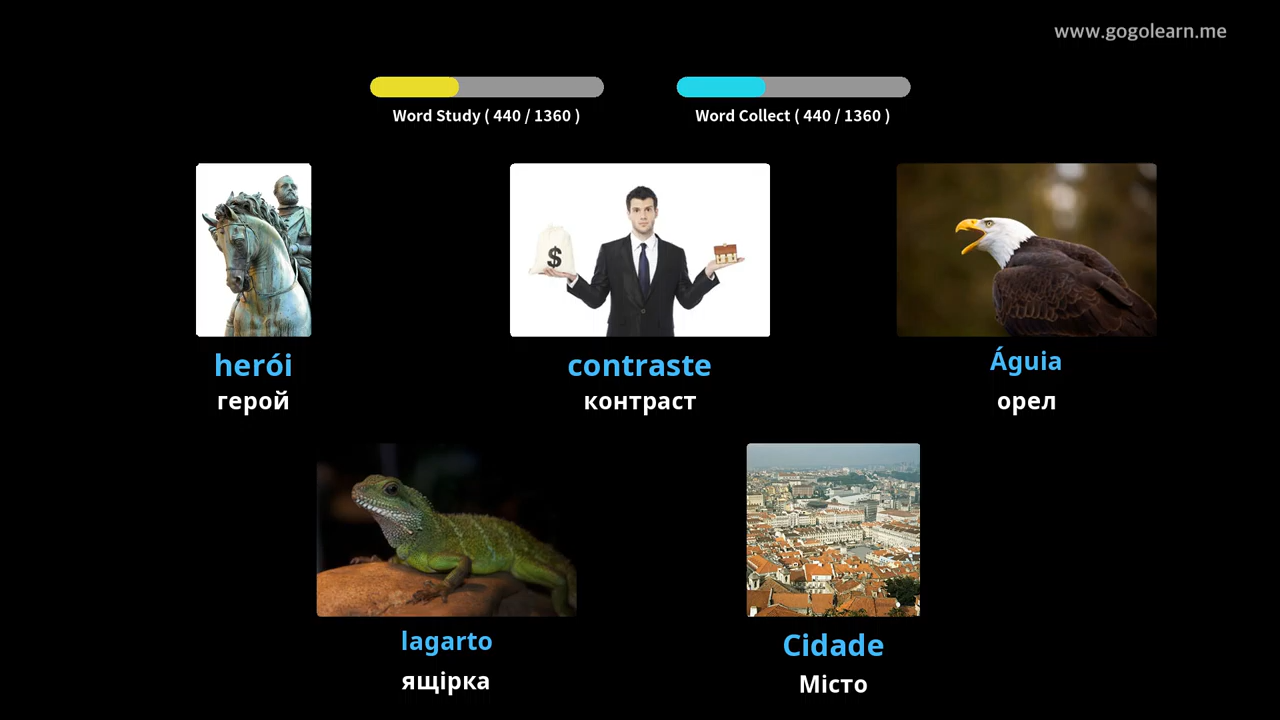 www.gogolearn.me
Word Study ( 440 / 1360 )
Word Collect ( 440 / 1360 )
$
herói
герой
contraste
контраст
Águia
орел
lagarto
ящірка
Cidade
Місто